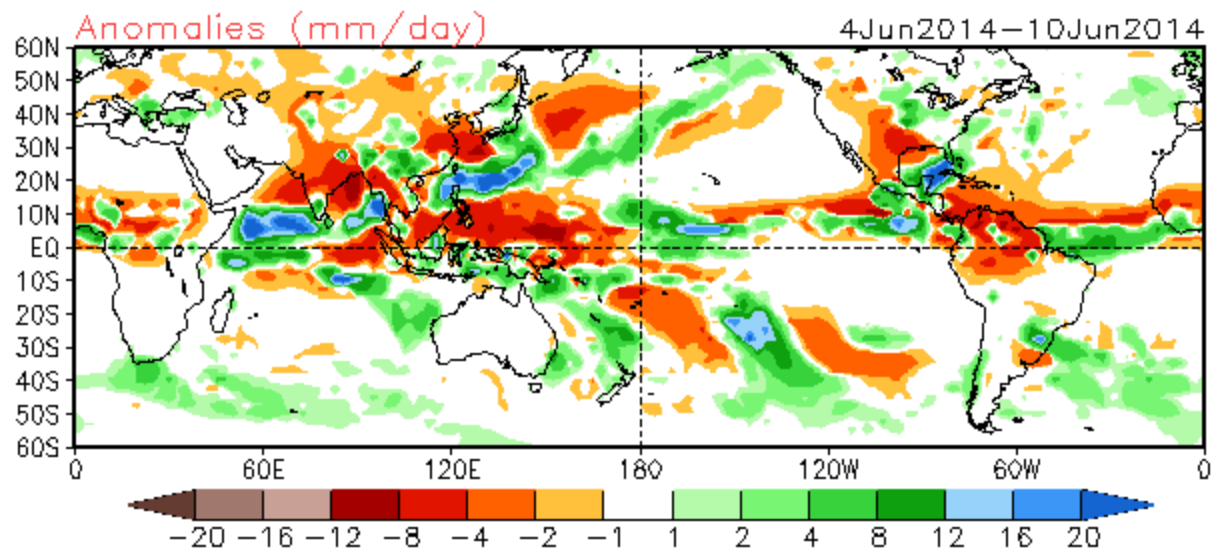 Anomalies (mm/day) 4Jun2014–10Jun2014
60N
50N
40N
30N
20N
10N
EQ
10S
20S
30S
40S
50S
60S
0 60E 120E 180 120W 60W 0
−20 −16 −12 −8 −4 −2 −1 1 2 4 8 12 16 20